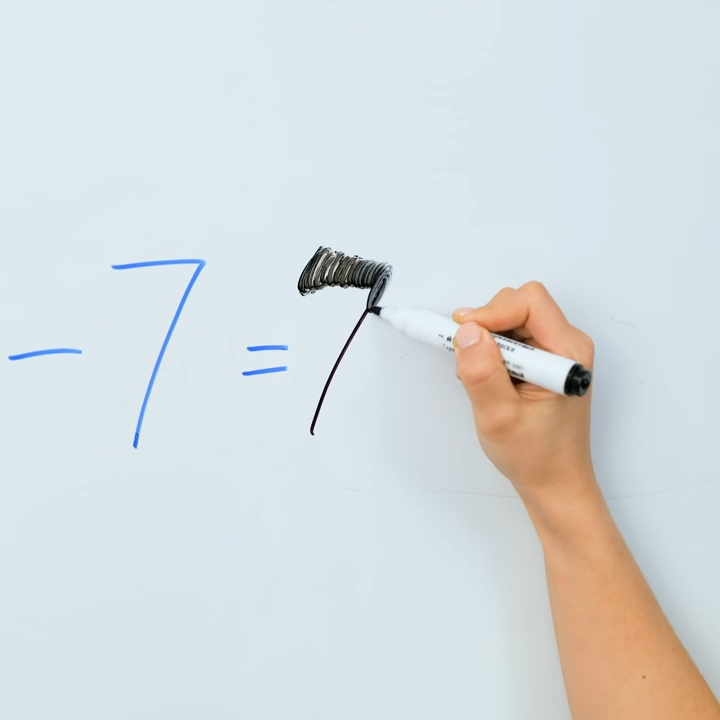 - 7 = 7